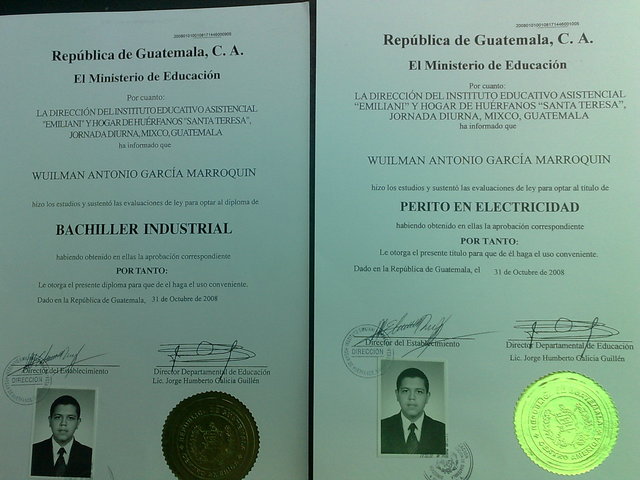 República de Guatemala, C. A.
El Ministerio de Educación
Por cuanto:
LA DIRECCIÓN DEL INSTITUTO EDUCATIVO ASISTENCIAL
"EMILIANI" Y HOGAR DE HUÉRFANOS "SANTA TERESA",
JORNADA DIURNA, MIXCO, GUATEMALA
ha informado que
WUILMAN ANTONIO GARCÍA MARROQUIN
hizo los estudios y sustentó las evaluaciones de ley para optar al diploma de
BACHILLER INDUSTRIAL
habiendo obtenido en ellas la aprobación correspondiente
POR TANTO:
Le otorga el presente diploma para que de él haga el uso conveniente.
Dado en la República de Guatemala, 31 de Octubre de 2008
Director del Establecimiento
DIRECCIÓN
Director Departamental de Educación
Lic. Jorge Humberto Galicia Guillén
República de Guatemala, C. A.
El Ministerio de Educación
Por cuanto:
LA DIRECCIÓN DEL INSTITUTO EDUCATIVO ASISTENCIAL
"EMILIANI" Y HOGAR DE HUÉRFANOS "SANTA TERESA",
JORNADA DIURNA, MIXCO, GUATEMALA
ha informado que
WUILMAN ANTONIO GARCÍA MARROQUIN
hizo los estudios y sustentó las evaluaciones de ley para optar al título de
PERITO EN ELECTRICIDAD
habiendo obtenido en ellas la aprobación correspondiente
POR TANTO:
Le otorga el presente título para que de él haga el uso conveniente.
Dado en la República de Guatemala, el 31 de Octubre de 2008
Director del Establecimiento
DIRECCIÓN
Director Departamental de Educación
Lic. Jorge Humberto Galicia Guillén